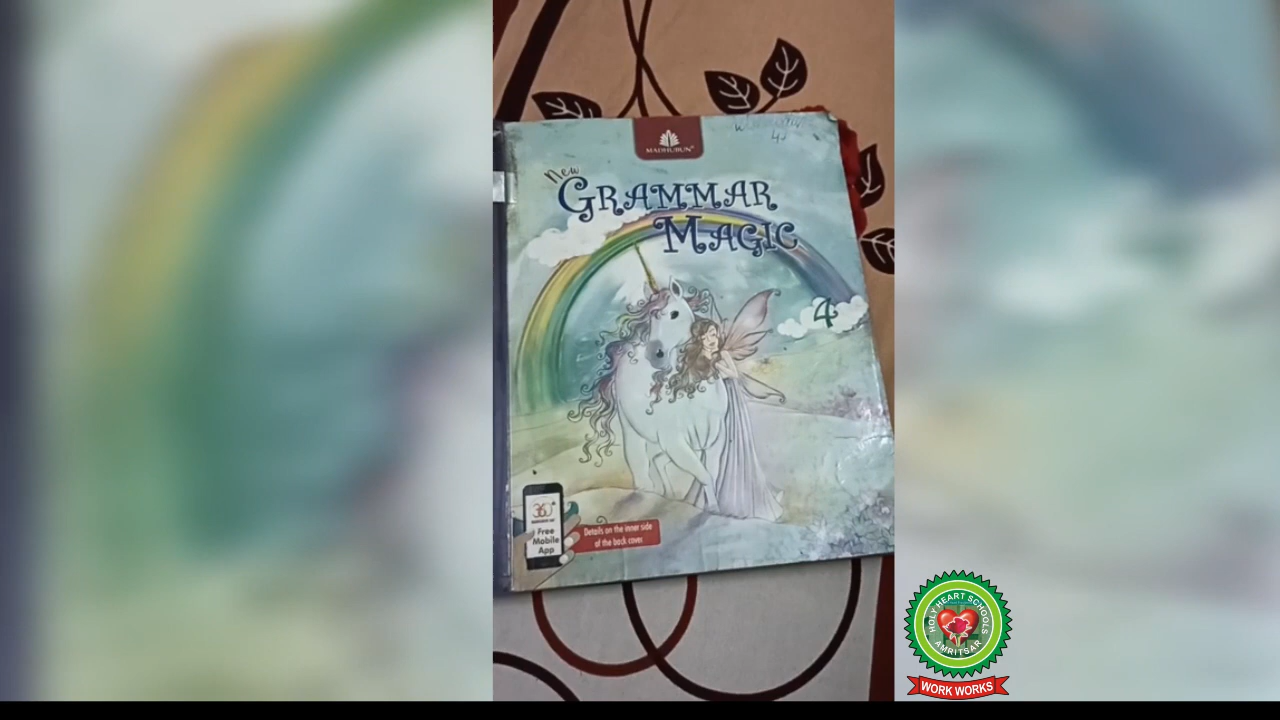 MADHUBUN
New
GRAMMAR
MAGIC
4
360
Free
Mobile
App
Details on the inner side
of the back cover
HOLY HEART SCHOOLS
AMRITSAR
WORK WORKS